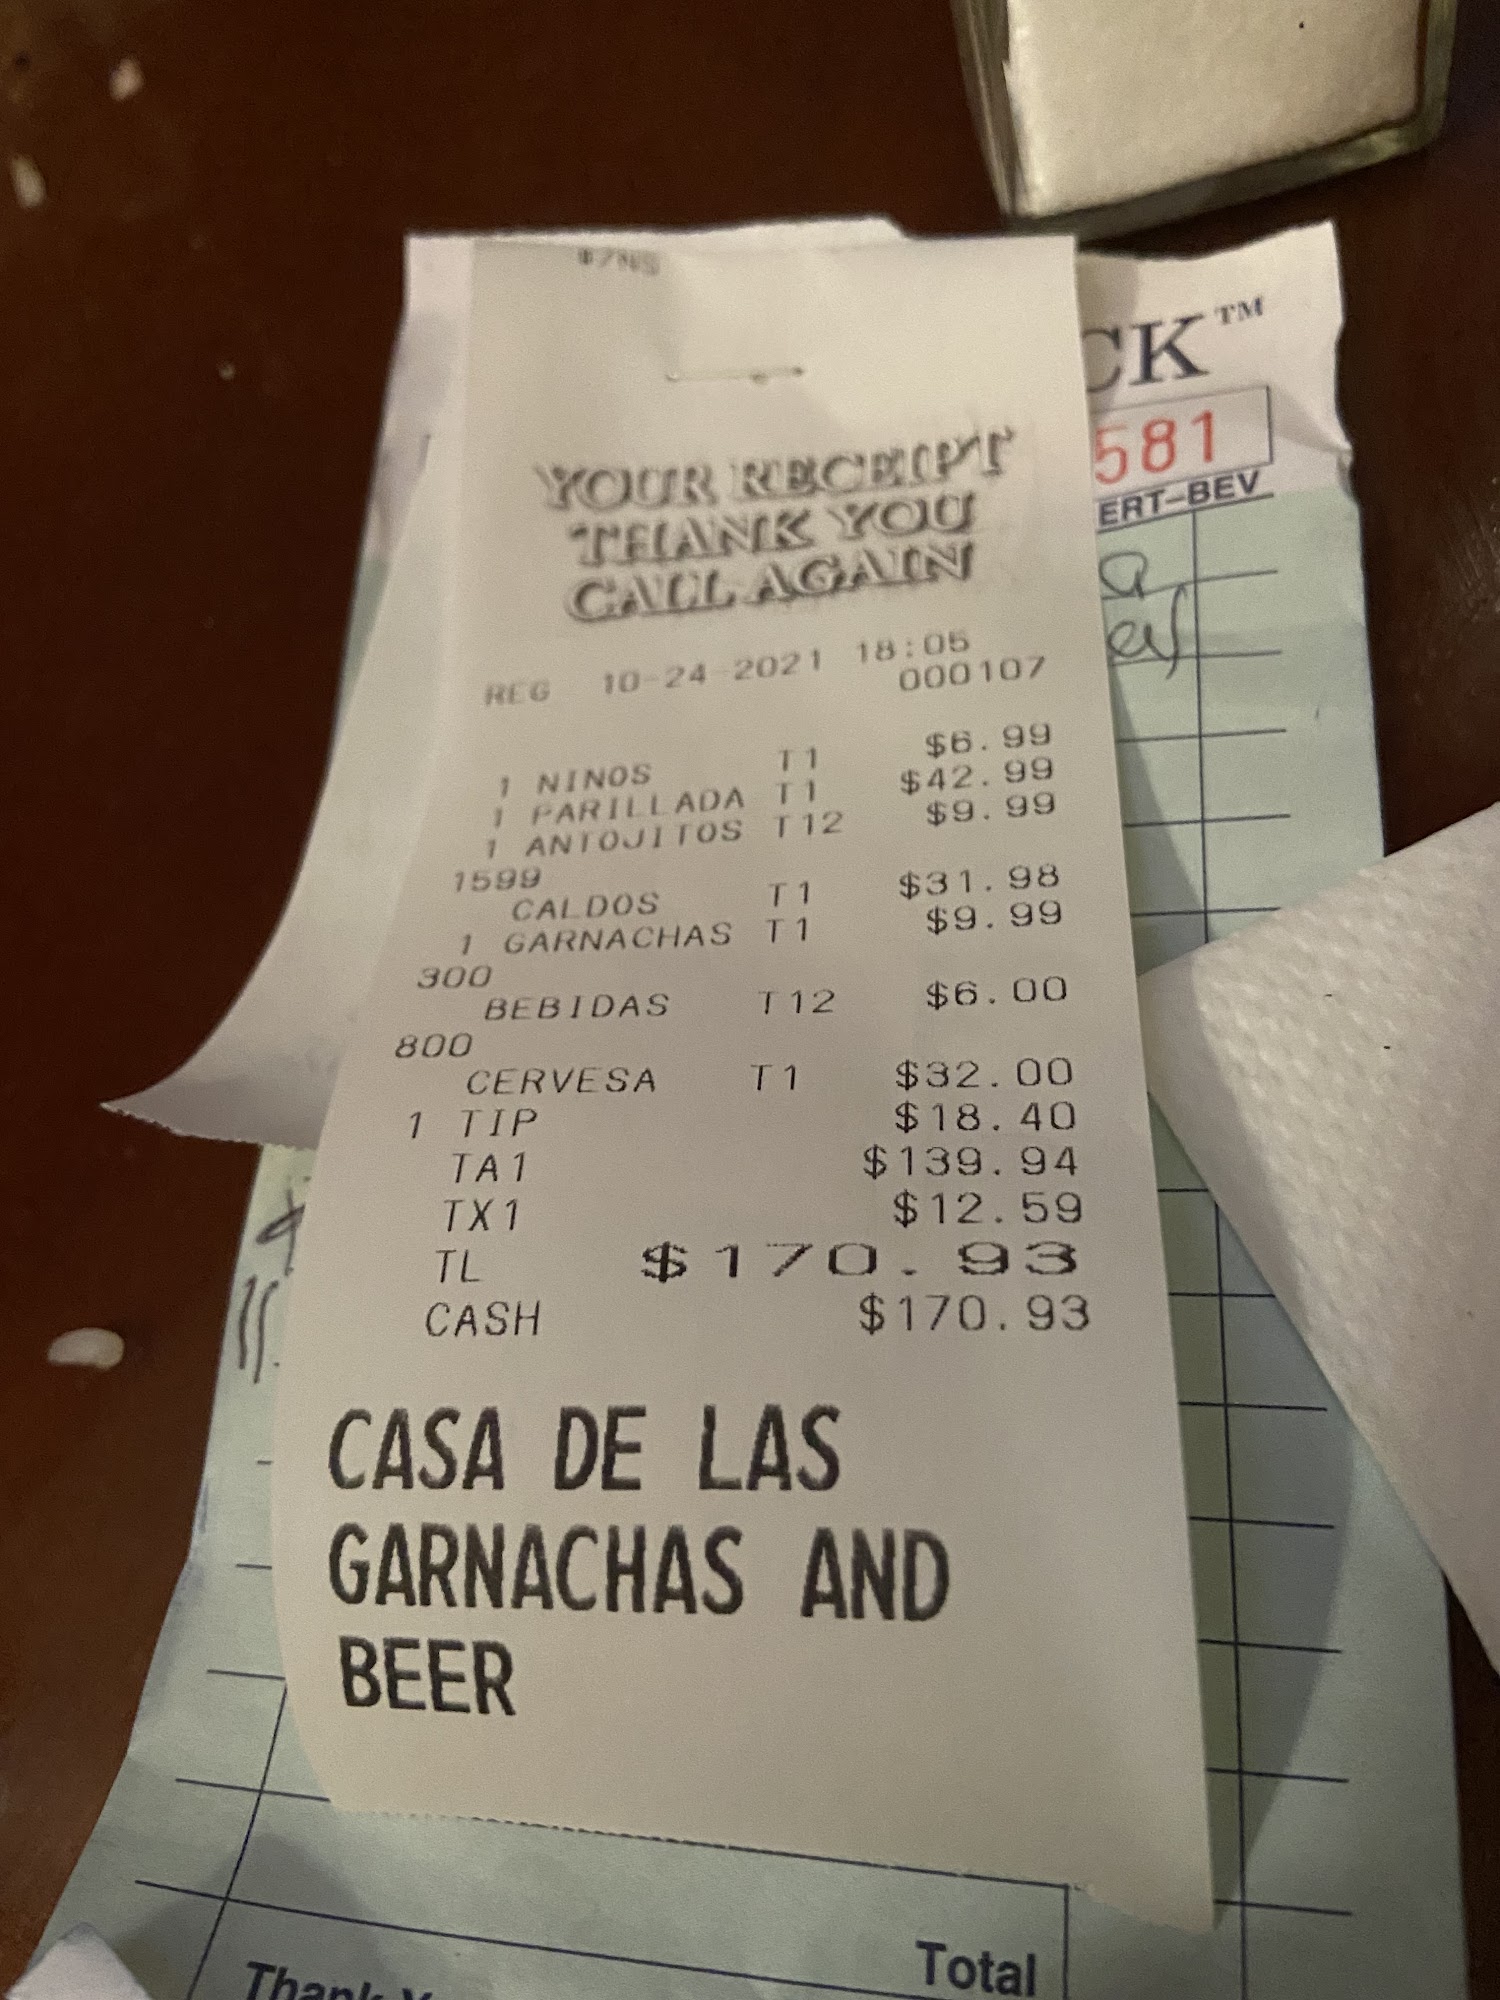 YOUR RECEIPT
THANK YOU
CALL AGAIN
REG 10-24-2021 18:05
000107
1 NINOS T1 $6.99
1 PARILLADA T1 $42.99
1 ANTOJITOS T12 $9.99
1599
CALDOS T1 $31.98
1 GARNACHAS T1 $9.99
300
BEBIDAS T12 $6.00
800
CERVESA T1 $32.00
1 TIP $18.40
TA1 $139.94
TX1 $12.59
TL $170.93
CASH $170.93
CASA DE LAS
GARNACHAS AND
BEER
CK™
581
ERT-BEV
Total
Thank Y